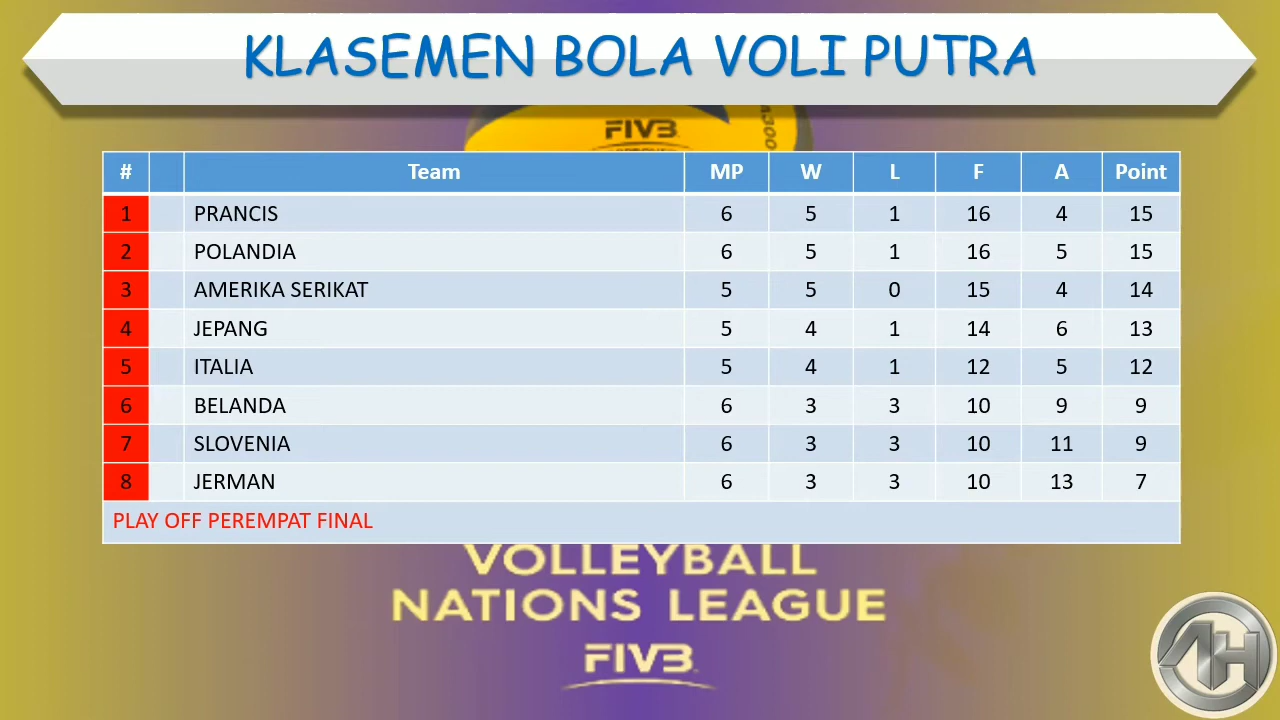 KLASEMEN BOLA VOLI PUTRA
FIVB
# Team MP W L F A Point
1 PRANCIS 6 5 1 16 4 15
2 POLANDIA 6 5 1 16 5 15
3 AMERIKA SERIKAT 5 5 0 15 4 14
4 JEPANG 5 4 1 14 6 13
5 ITALIA 5 4 1 12 5 12
6 BELANDA 6 3 3 10 9 9
7 SLOVENIA 6 3 3 10 11 9
8 JERMAN 6 3 3 10 13 7
PLAY OFF PEREMPAT FINAL
VOLLEYBALL
NATIONS LEAGUE
FIVB
AH